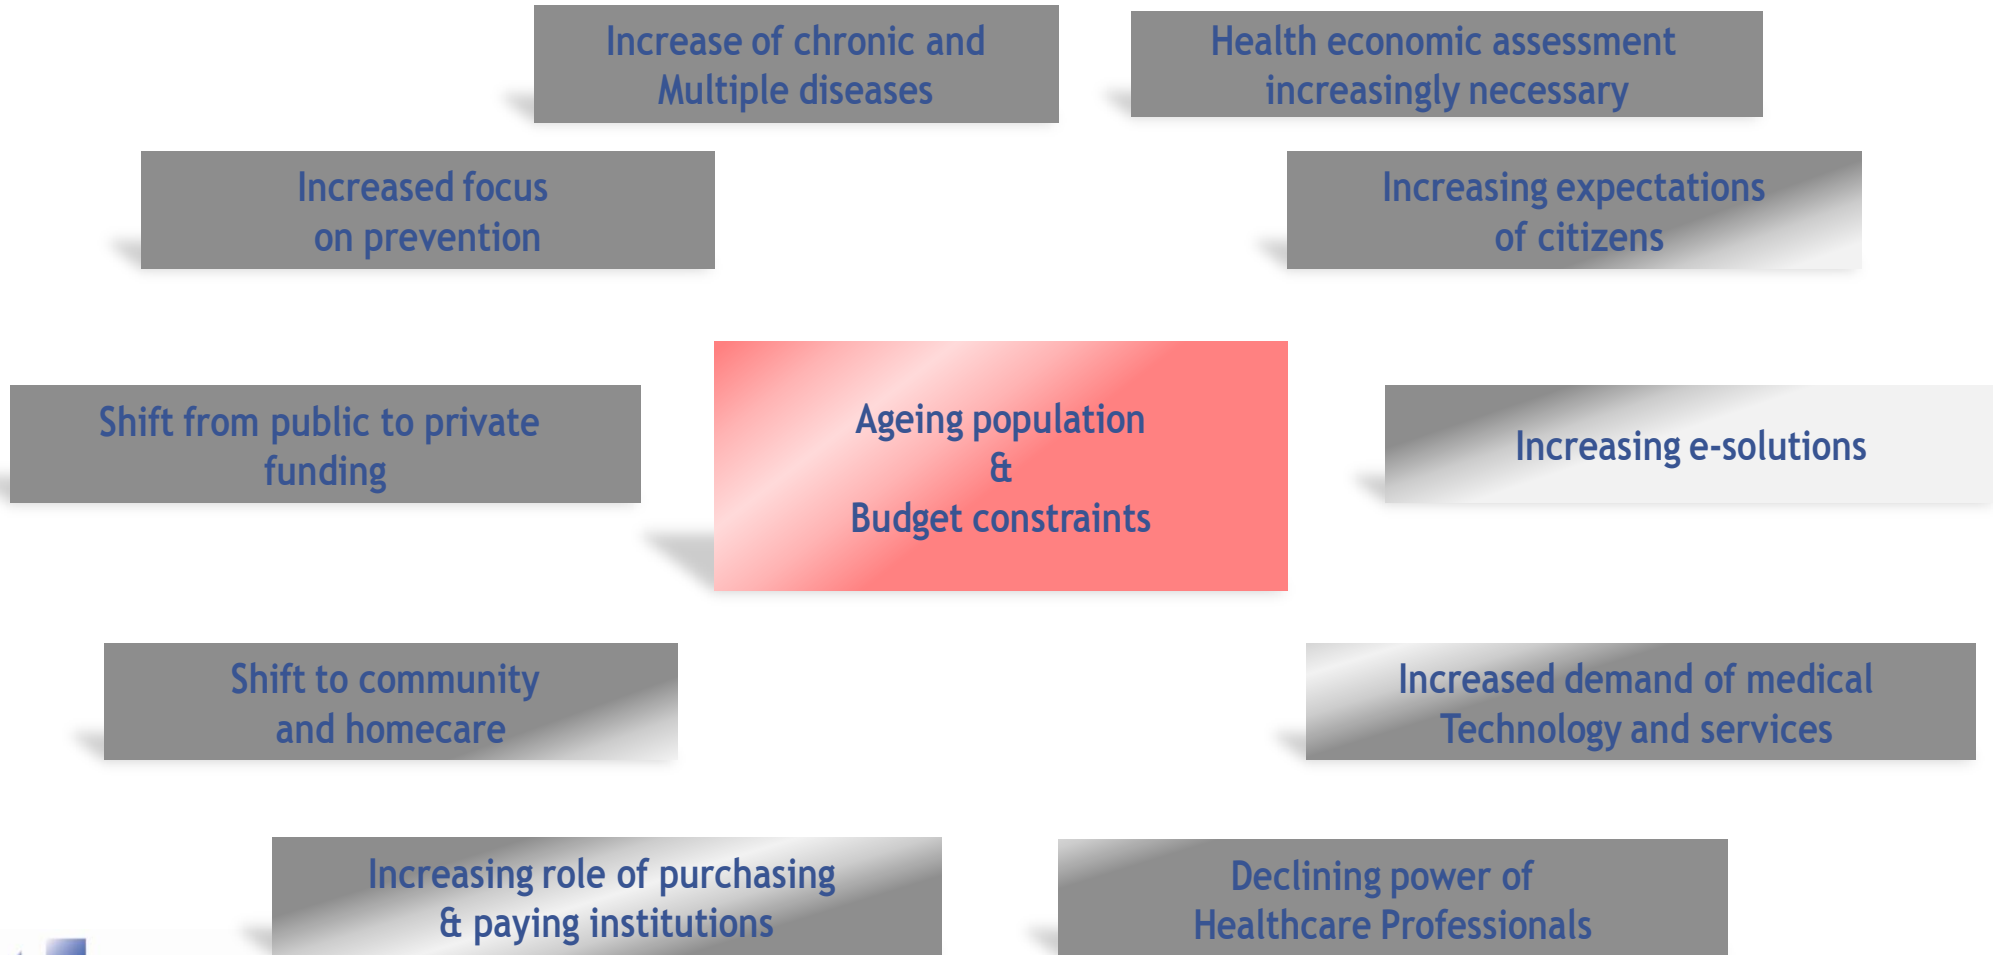 Increase of chronic and
Multiple diseases
Health economic assessment
increasingly necessary
Increased focus
on prevention
Increasing expectations
of citizens
Shift from public to private
funding
Ageing population
&
Budget constraints
Increasing e-solutions
Shift to community
and homecare
Increased demand of medical
Technology and services
Increasing role of purchasing
& paying institutions
Declining power of
Healthcare Professionals